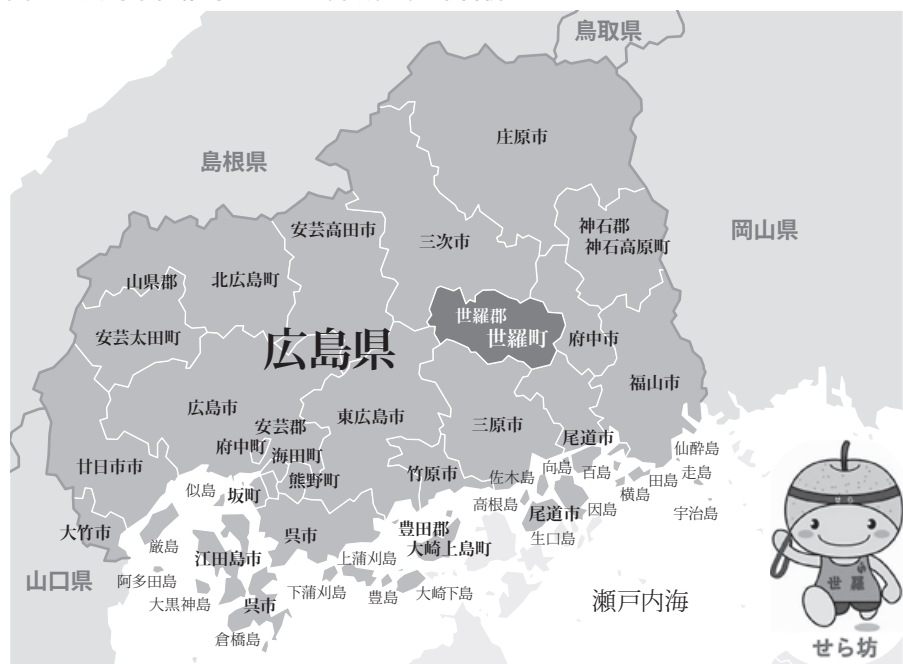 鳥取県
庄原市
島根県
安芸高田市
三次市
神石郡
神石高原町
岡山県
山県郡
北広島町
世羅郡
世羅町
安芸太田町
広島県
府中市
福山市
広島市
安芸郡
府中町
海田町
熊野町
東広島市
三原市
尾道市
仙酔島
廿日市市
似島
坂町
竹原市
佐木島
向島
百島
田島
走島
高根島
尾道市
因島
横島
宇治島
大竹市
厳島
江田島市
呉市
豊田郡
大崎上島町
生口島
山口県
阿多田島
大黒神島
呉市
上蒲刈島
下蒲刈島
豊島
大崎下島
瀬戸内海
倉橋島
世羅
せら坊